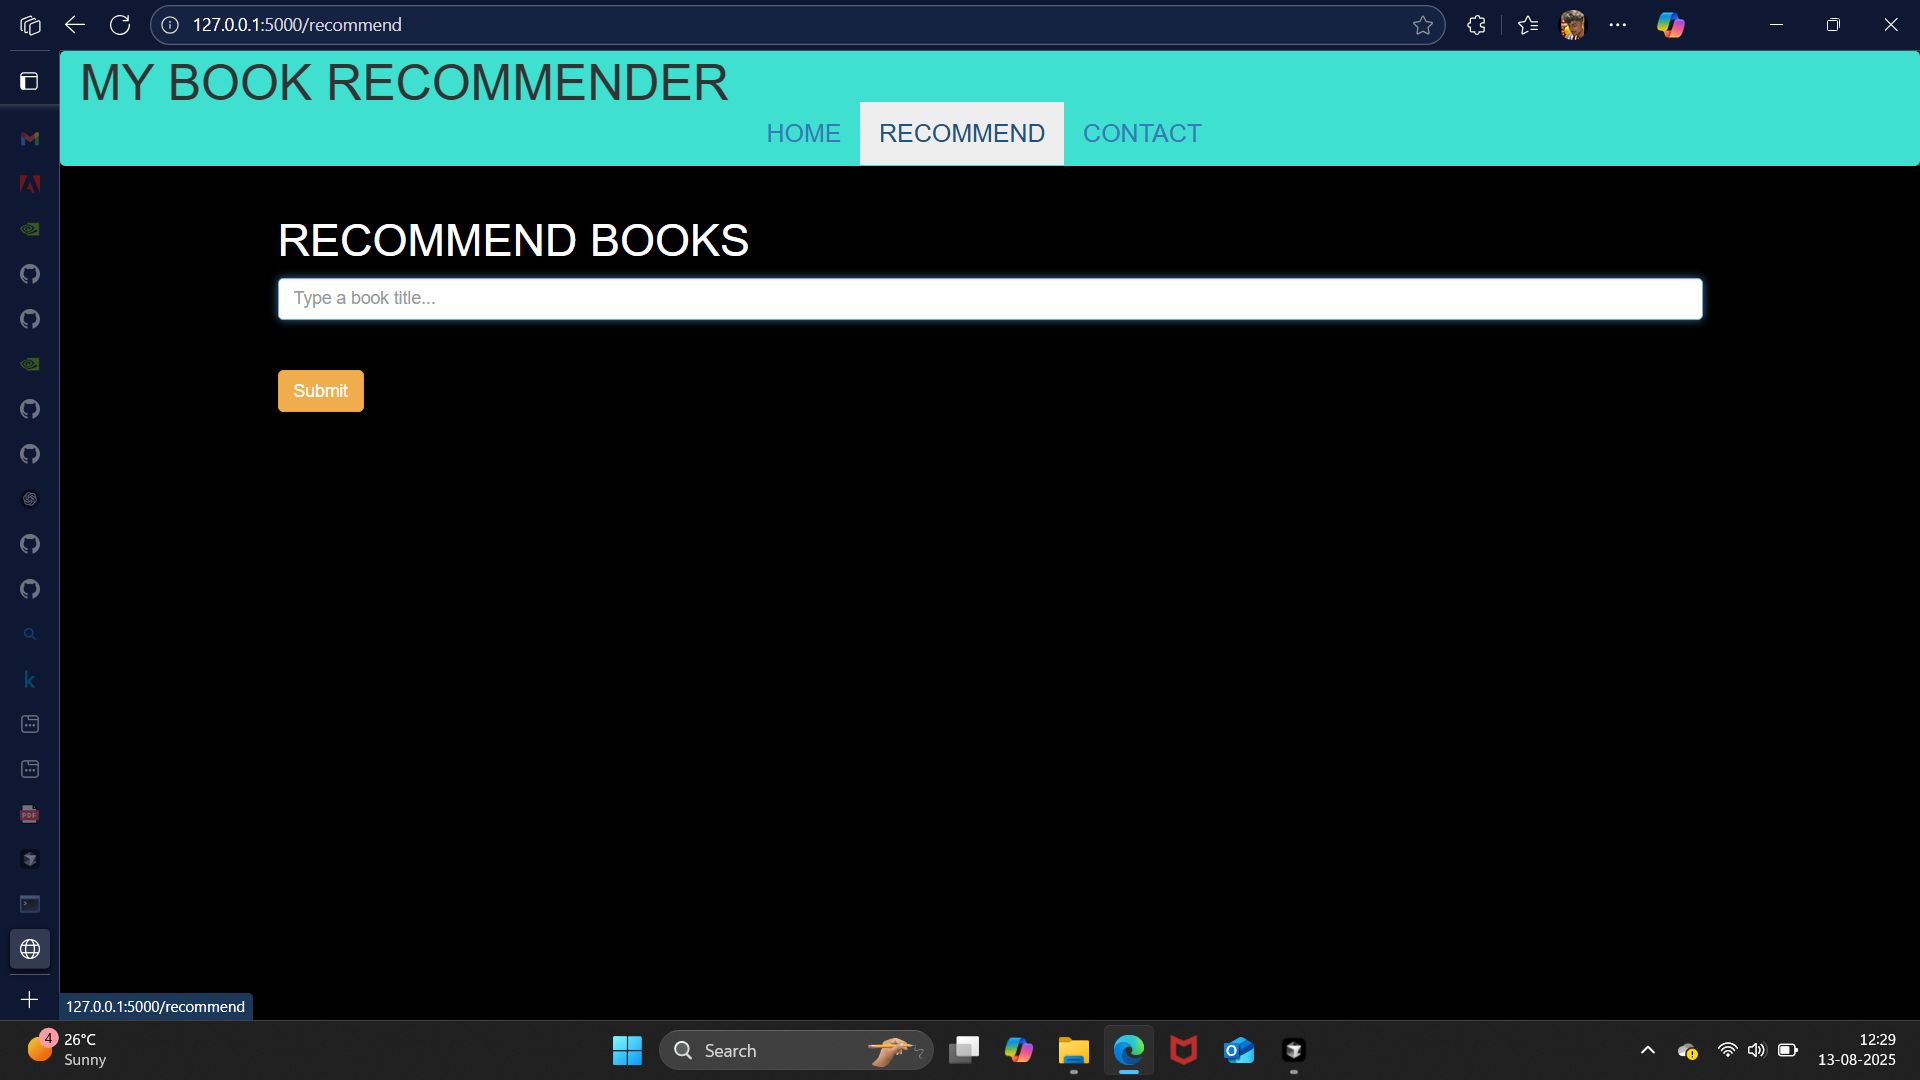 127.0.0.1:5000/recommend
MY BOOK RECOMMENDER
HOME RECOMMEND CONTACT
RECOMMEND BOOKS
Type a book title...
Submit
k
PDF
127.0.0.1:5000/recommend
4
26°C
Sunny
Search
12:29
13-08-2025